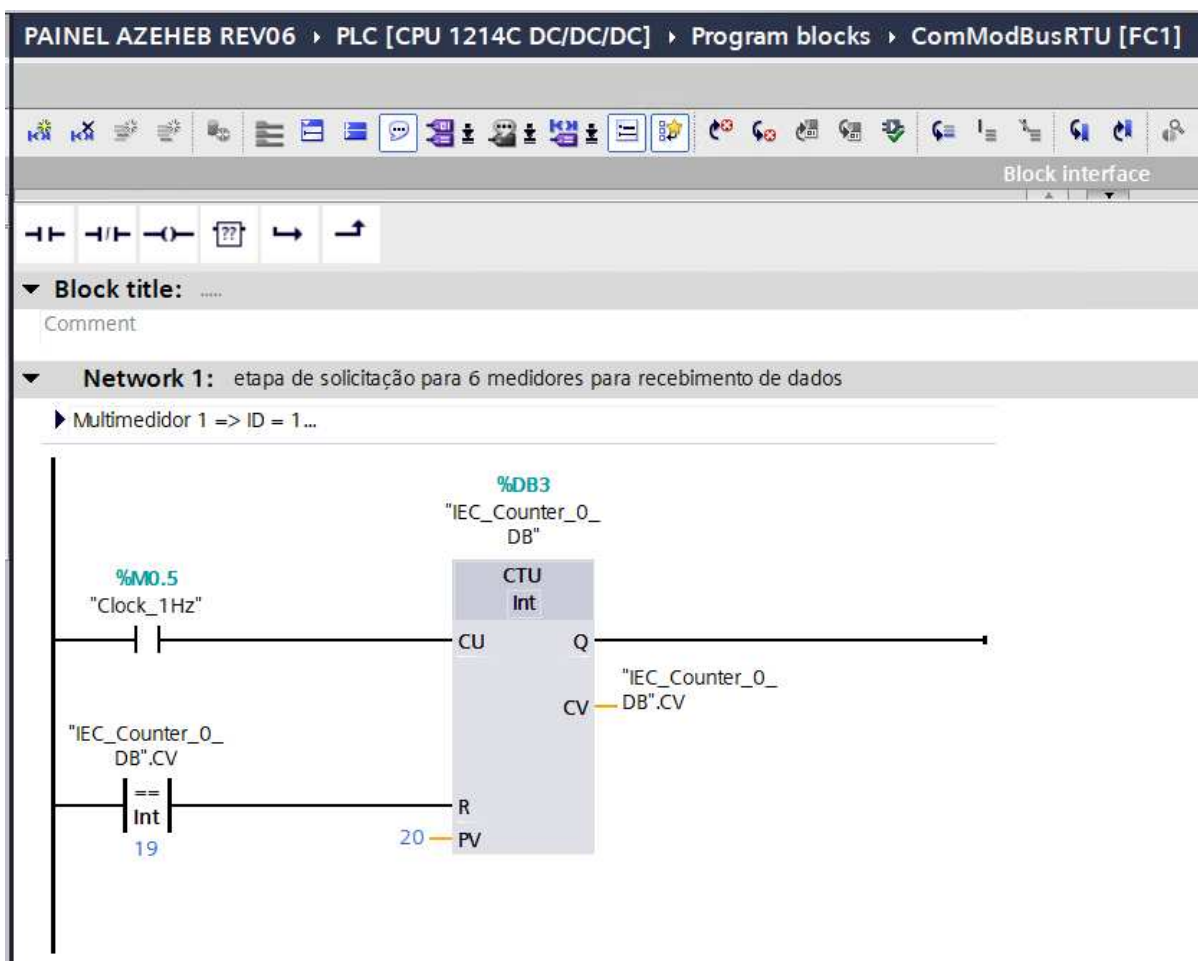 PAINEL AZEHEB REV06 ▸ PLC [CPU 1214C DC/DC/DC] ▸ Program blocks ▸ ComModBusRTU [FC1]
Block interface
??
Block title: .....
Comment
Network 1: etapa de solicitação para 6 medidores para recebimento de dados
Multimedidor 1 => ID = 1...
%DB3
"IEC_Counter_0_
DB"
%M0.5
"Clock_1Hz"
CTU
Int
CU
Q
"IEC_Counter_0_
DB".CV
CV
"IEC_Counter_0_
DB".CV
==
Int
19
R
20
PV